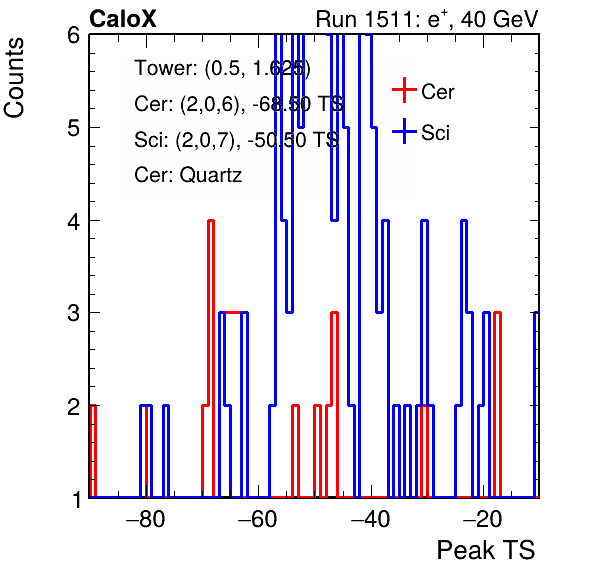 CaloX Run 1511: e⁺, 40 GeV
Counts
Tower: (0.5, 1.625)
Cer: (2,0,6), -68.50 TS
Sci: (2,0,7), -50.50 TS
Cer: Quartz
Cer
Sci
6
5
4
3
2
1
−80 −60 −40 −20
Peak TS